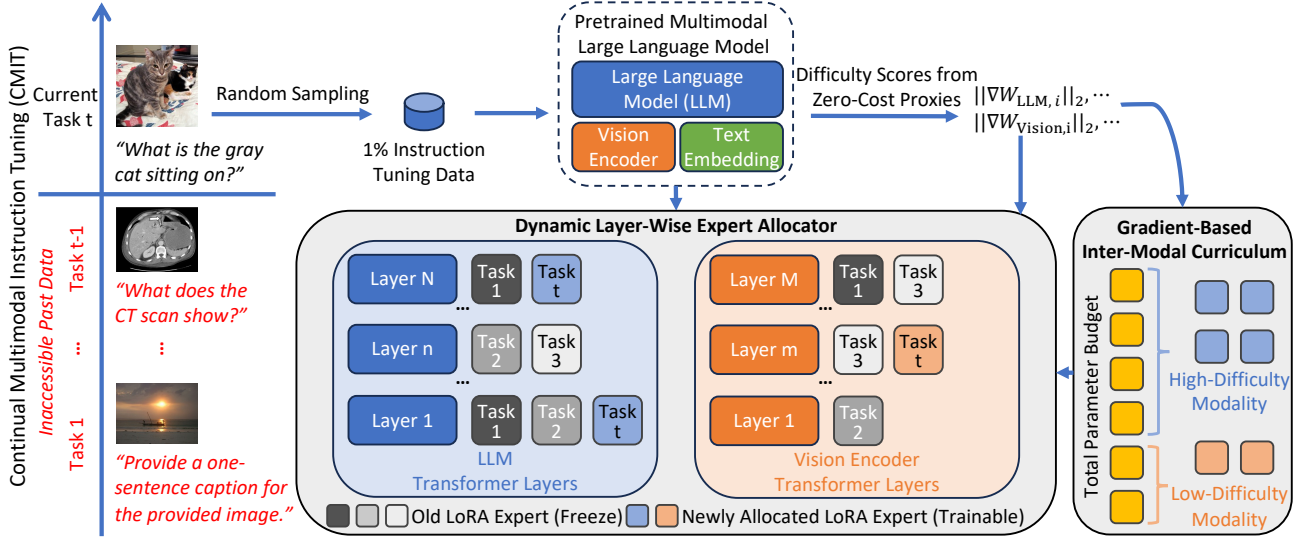 Continual Multimodal Instruction Tuning (CMIT)
Current
Task t
“What is the gray
cat sitting on?”
Inaccessible Past Data
Task t-1
...
Task 1
“What does the
CT scan show?”
...
“Provide a one-
sentence caption for
the provided image.”
Random Sampling
1% Instruction
Tuning Data
Pretrained Multimodal
Large Language Model
Large Language
Model (LLM)
Vision
Encoder
Text
Embedding
Difficulty Scores from
Zero-Cost Proxies
||∇W_{LLM, i}||_2, ⋯
||∇W_{Vision,i}||_2, ⋯
Dynamic Layer-Wise Expert Allocator
Layer N
Task
1
Task
t
...
Layer n
Task
2
Task
3
...
Layer 1
Task
1
Task
2
Task
t
LLM
Transformer Layers
Layer M
Task
1
Task
3
...
Layer m
Task
3
Task
t
...
Layer 1
Task
2
Vision Encoder
Transformer Layers
Old LoRA Expert (Freeze)
Newly Allocated LoRA Expert (Trainable)
Gradient-Based
Inter-Modal Curriculum
Total Parameter Budget
High-Difficulty
Modality
Low-Difficulty
Modality